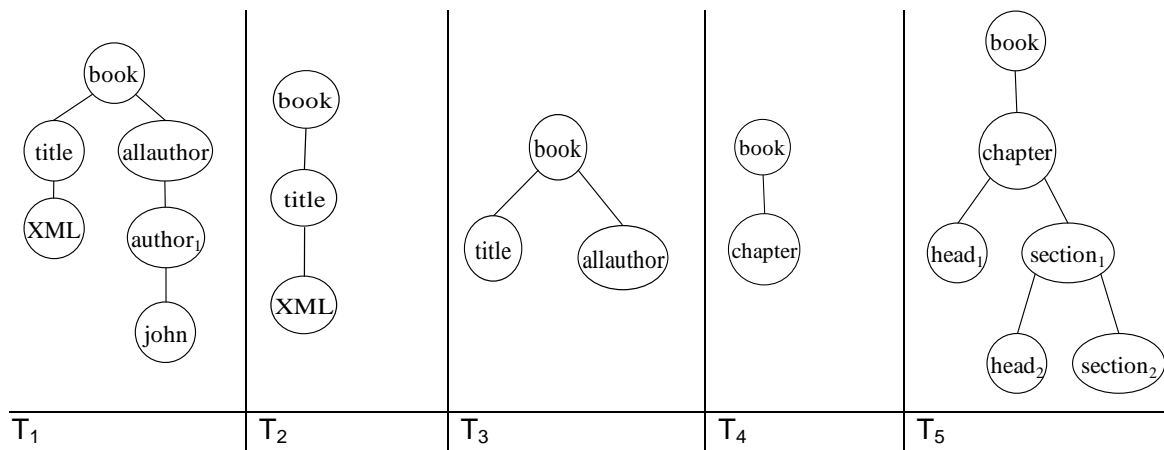 book
title
allauthor
XML
author₁
john
T₁
book
title
XML
T₂
book
title
allauthor
T₃
book
chapter
T₄
book
chapter
head₁
section₁
head₂
section₂
T₅